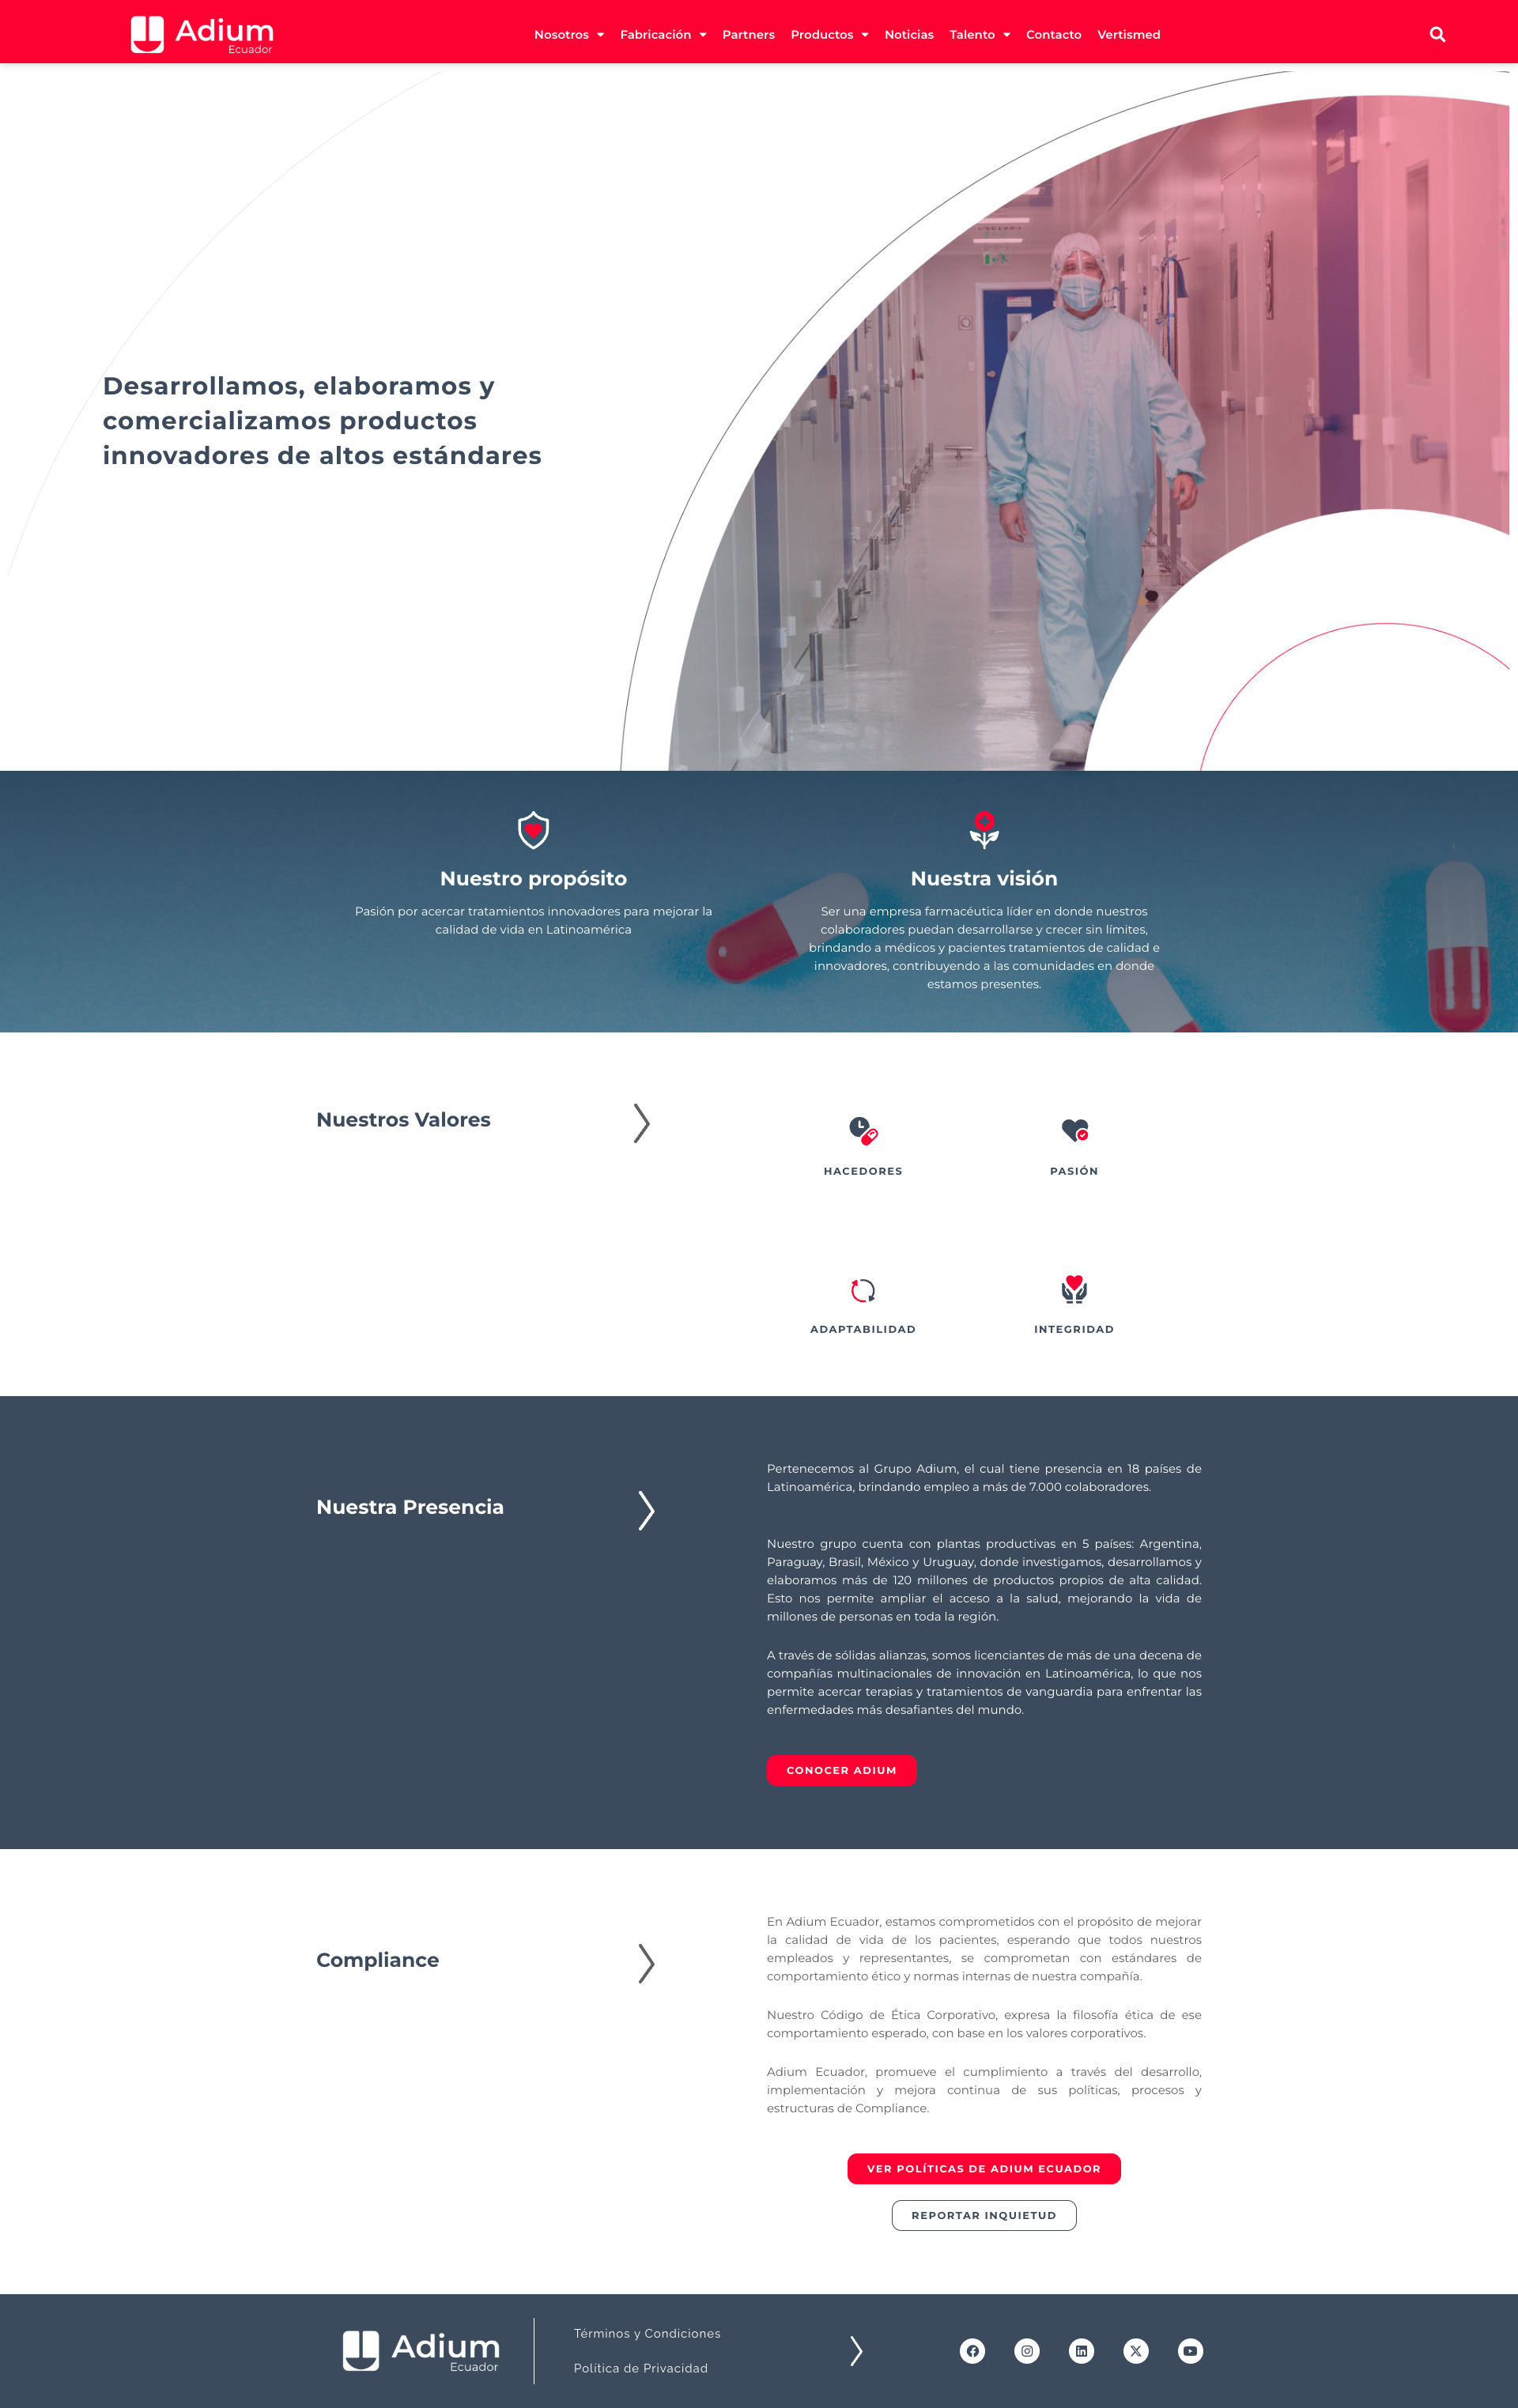 Adium
Ecuador
Nosotros Fabricación Partners Productos Noticias Talento Contacto Vertismed
Desarrollamos, elaboramos y
comercializamos productos
innovadores de altos estándares
Nuestro propósito
Pasión por acercar tratamientos innovadores para mejorar la
calidad de vida en Latinoamérica
Nuestra visión
Ser una empresa farmacéutica líder en donde nuestros
colaboradores puedan desarrollarse y crecer sin límites,
brindando a médicos y pacientes tratamientos de calidad e
innovadores, contribuyendo a las comunidades en donde
estamos presentes.
Nuestros Valores
HACEDORES
PASIÓN
ADAPTABILIDAD
INTEGRIDAD
Nuestra Presencia
Pertenecemos al Grupo Adium, el cual tiene presencia en 18 países de
Latinoamérica, brindando empleo a más de 7.000 colaboradores.
Nuestro grupo cuenta con plantas productivas en 5 países: Argentina,
Paraguay, Brasil, México y Uruguay, donde investigamos, desarrollamos y
elaboramos más de 120 millones de productos propios de alta calidad.
Esto nos permite ampliar el acceso a la salud, mejorando la vida de
millones de personas en toda la región.
A través de sólidas alianzas, somos licenciantes de más de una decena de
compañías multinacionales de innovación en Latinoamérica, lo que nos
permite acercar terapias y tratamientos de vanguardia para enfrentar las
enfermedades más desafiantes del mundo.
CONOCER ADIUM
Compliance
En Adium Ecuador, estamos comprometidos con el propósito de mejorar
la calidad de vida de los pacientes, esperando que todos nuestros
empleados y representantes, se comprometan con estándares de
comportamiento ético y normas internas de nuestra compañía.
Nuestro Código de Ética Corporativo, expresa la filosofía ética de ese
comportamiento esperado, con base en los valores corporativos.
Adium Ecuador, promueve el cumplimiento a través del desarrollo,
implementación y mejora continua de sus políticas, procesos y
estructuras de Compliance.
VER POLÍTICAS DE ADIUM ECUADOR
REPORTAR INQUIETUD
Adium
Ecuador
Términos y Condiciones
Política de Privacidad